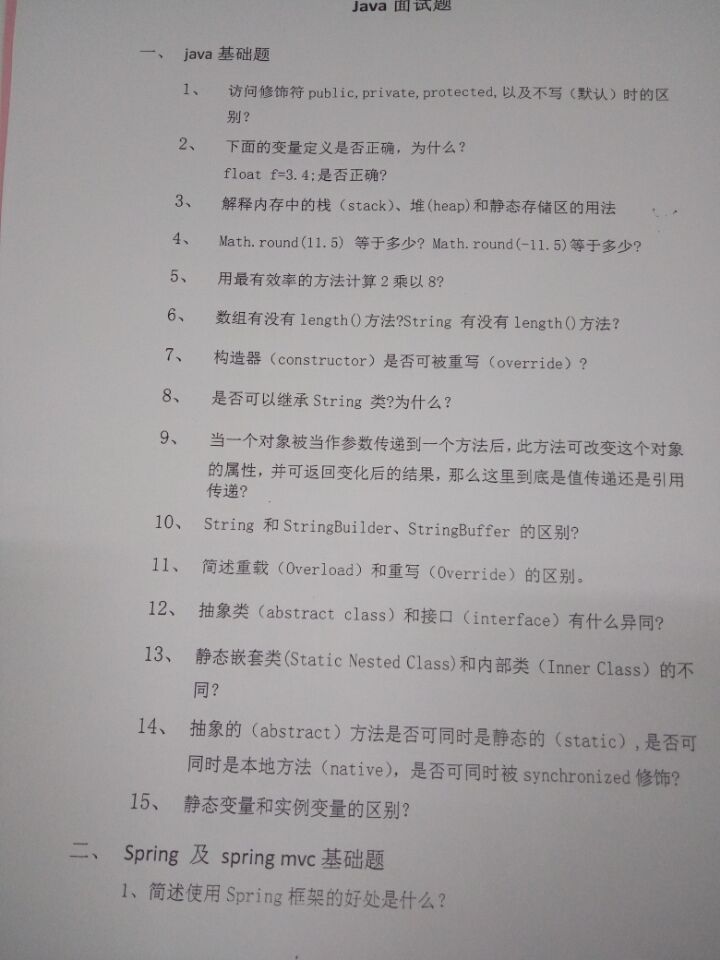 Java 面试题
一、 java 基础题
1、 访问修饰符 public,private,protected,以及不写（默认）时的区
别?
2、 下面的变量定义是否正确，为什么?
float f=3.4;是否正确?
3、 解释内存中的栈（stack）、堆(heap)和静态存储区的用法
4、 Math.round(11.5) 等于多少? Math.round(-11.5)等于多少?
5、 用最有效率的方法计算 2 乘以 8?
6、 数组有没有 length()方法?String 有没有 length()方法?
7、 构造器（constructor）是否可被重写（override）?
8、 是否可以继承 String 类?为什么?
9、 当一个对象被当作参数传递到一个方法后，此方法可改变这个对象
的属性，并可返回变化后的结果，那么这里到底是值传递还是引用
传递?
10、 String 和 StringBuilder、StringBuffer 的区别?
11、 简述重载（Overload）和重写（Override）的区别。
12、 抽象类（abstract class）和接口（interface）有什么异同?
13、 静态嵌套类(Static Nested Class)和内部类（Inner Class）的不
同?
14、 抽象的（abstract）方法是否可同时是静态的（static）,是否可
同时是本地方法（native），是否可同时被 synchronized 修饰?
15、 静态变量和实例变量的区别?
二、 Spring 及 spring mvc 基础题
1、简述使用 Spring 框架的好处是什么?